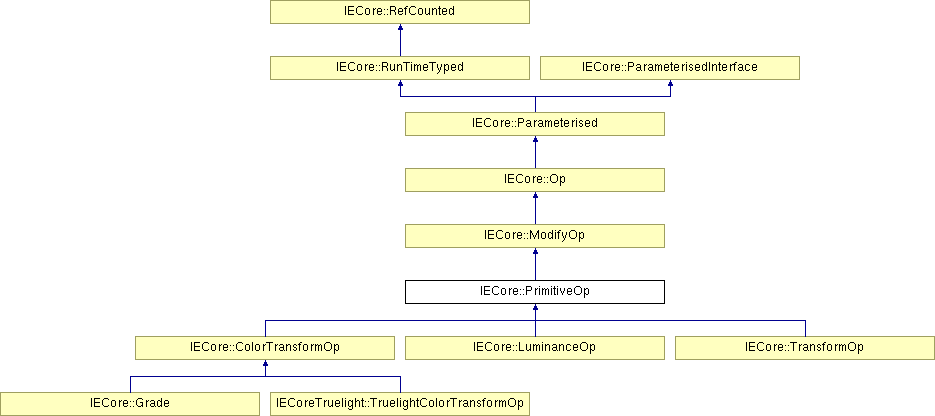 IECore::RefCounted
IECore::RunTimeTyped
IECore::ParameterisedInterface
IECore::Parameterised
IECore::Op
IECore::ModifyOp
IECore::PrimitiveOp
IECore::ColorTransformOp
IECore::LuminanceOp
IECore::TransformOp
IECore::Grade
IECoreTruelight::TruelightColorTransformOp